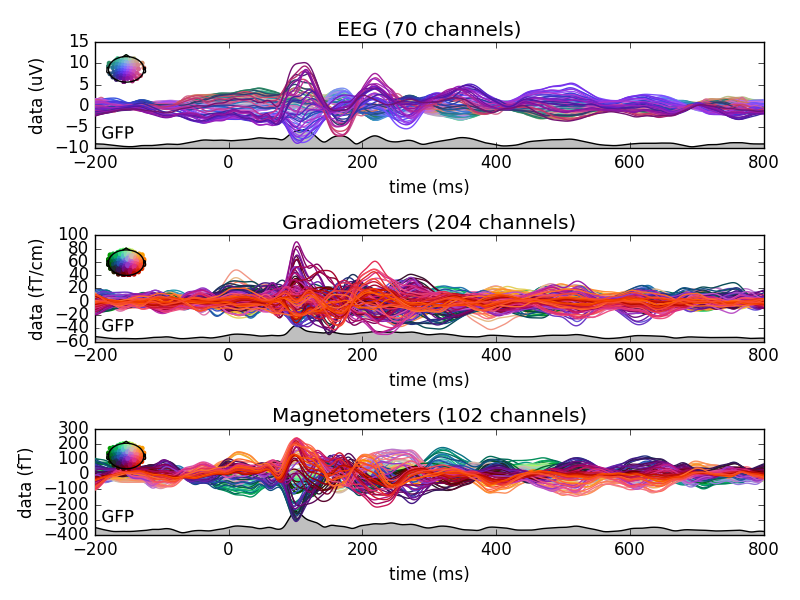 EEG (70 channels)
15
10
5
0
−5
−10
data (uV)
GFP
−200 0 200 400 600 800
time (ms)
Gradiometers (204 channels)
100
80
60
40
20
0
−20
−40
−60
data (fT/cm)
GFP
−200 0 200 400 600 800
time (ms)
Magnetometers (102 channels)
300
200
100
0
−100
−200
−300
−400
data (fT)
GFP
−200 0 200 400 600 800
time (ms)